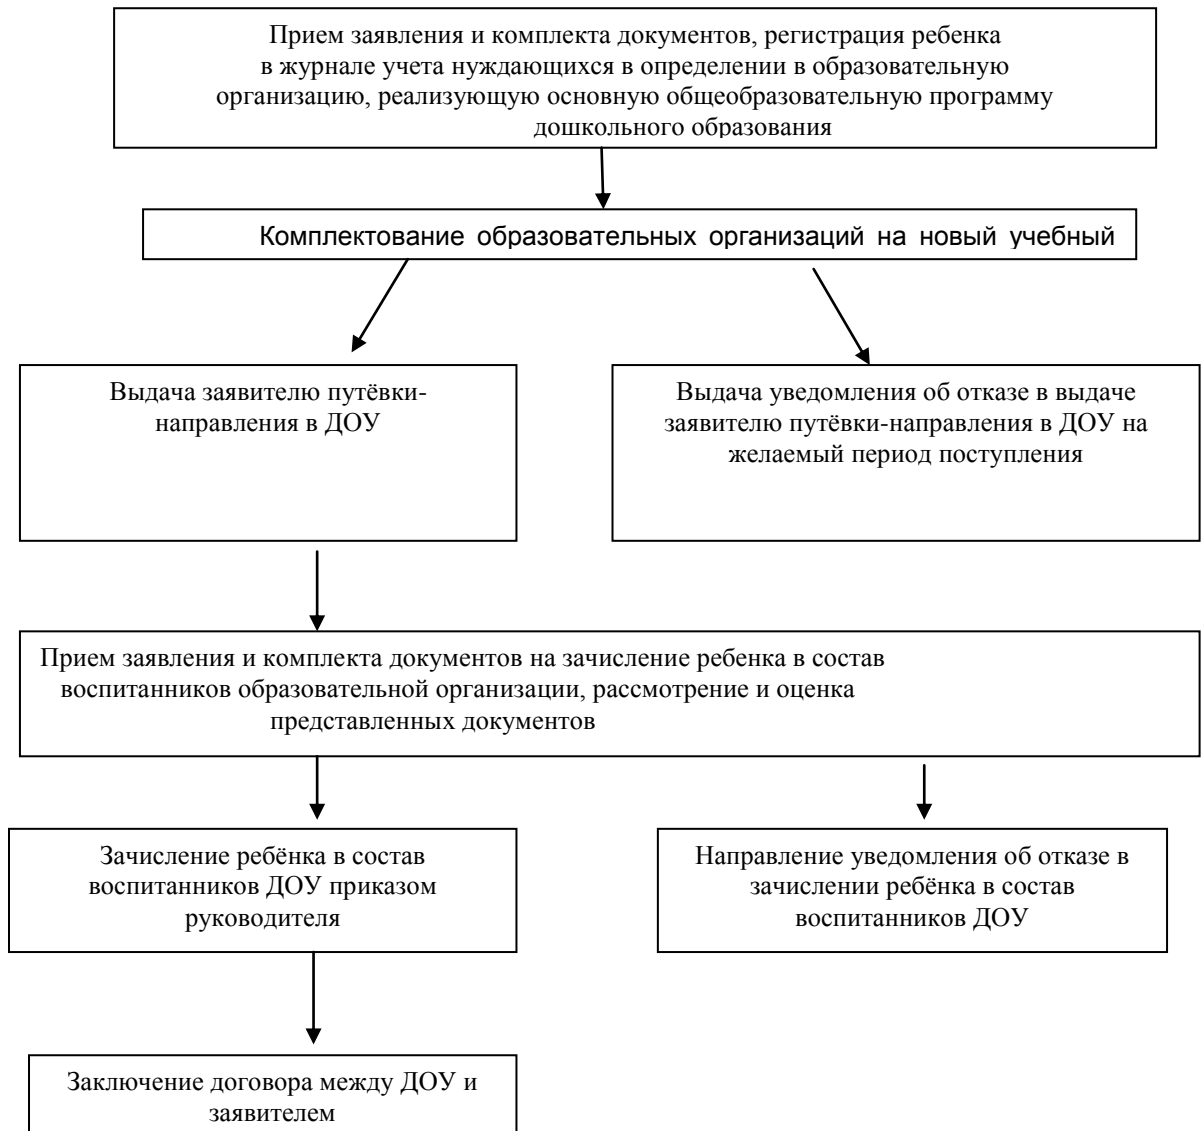 Прием заявления и комплекта документов, регистрация ребенка
в журнале учета нуждающихся в определении в образовательную
организацию, реализующую основную общеобразовательную программу
дошкольного образования
Комплектование образовательных организаций на новый учебный
Выдача заявителю путёвки-
направления в ДОУ
Выдача уведомления об отказе в выдаче
заявителю путёвки-направления в ДОУ на
желаемый период поступления
Прием заявления и комплекта документов на зачисление ребенка в состав
воспитанников образовательной организации, рассмотрение и оценка
представленных документов
Зачисление ребёнка в состав
воспитанников ДОУ приказом
руководителя
Направление уведомления об отказе в
зачислении ребёнка в состав
воспитанников ДОУ
Заключение договора между ДОУ и
заявителем